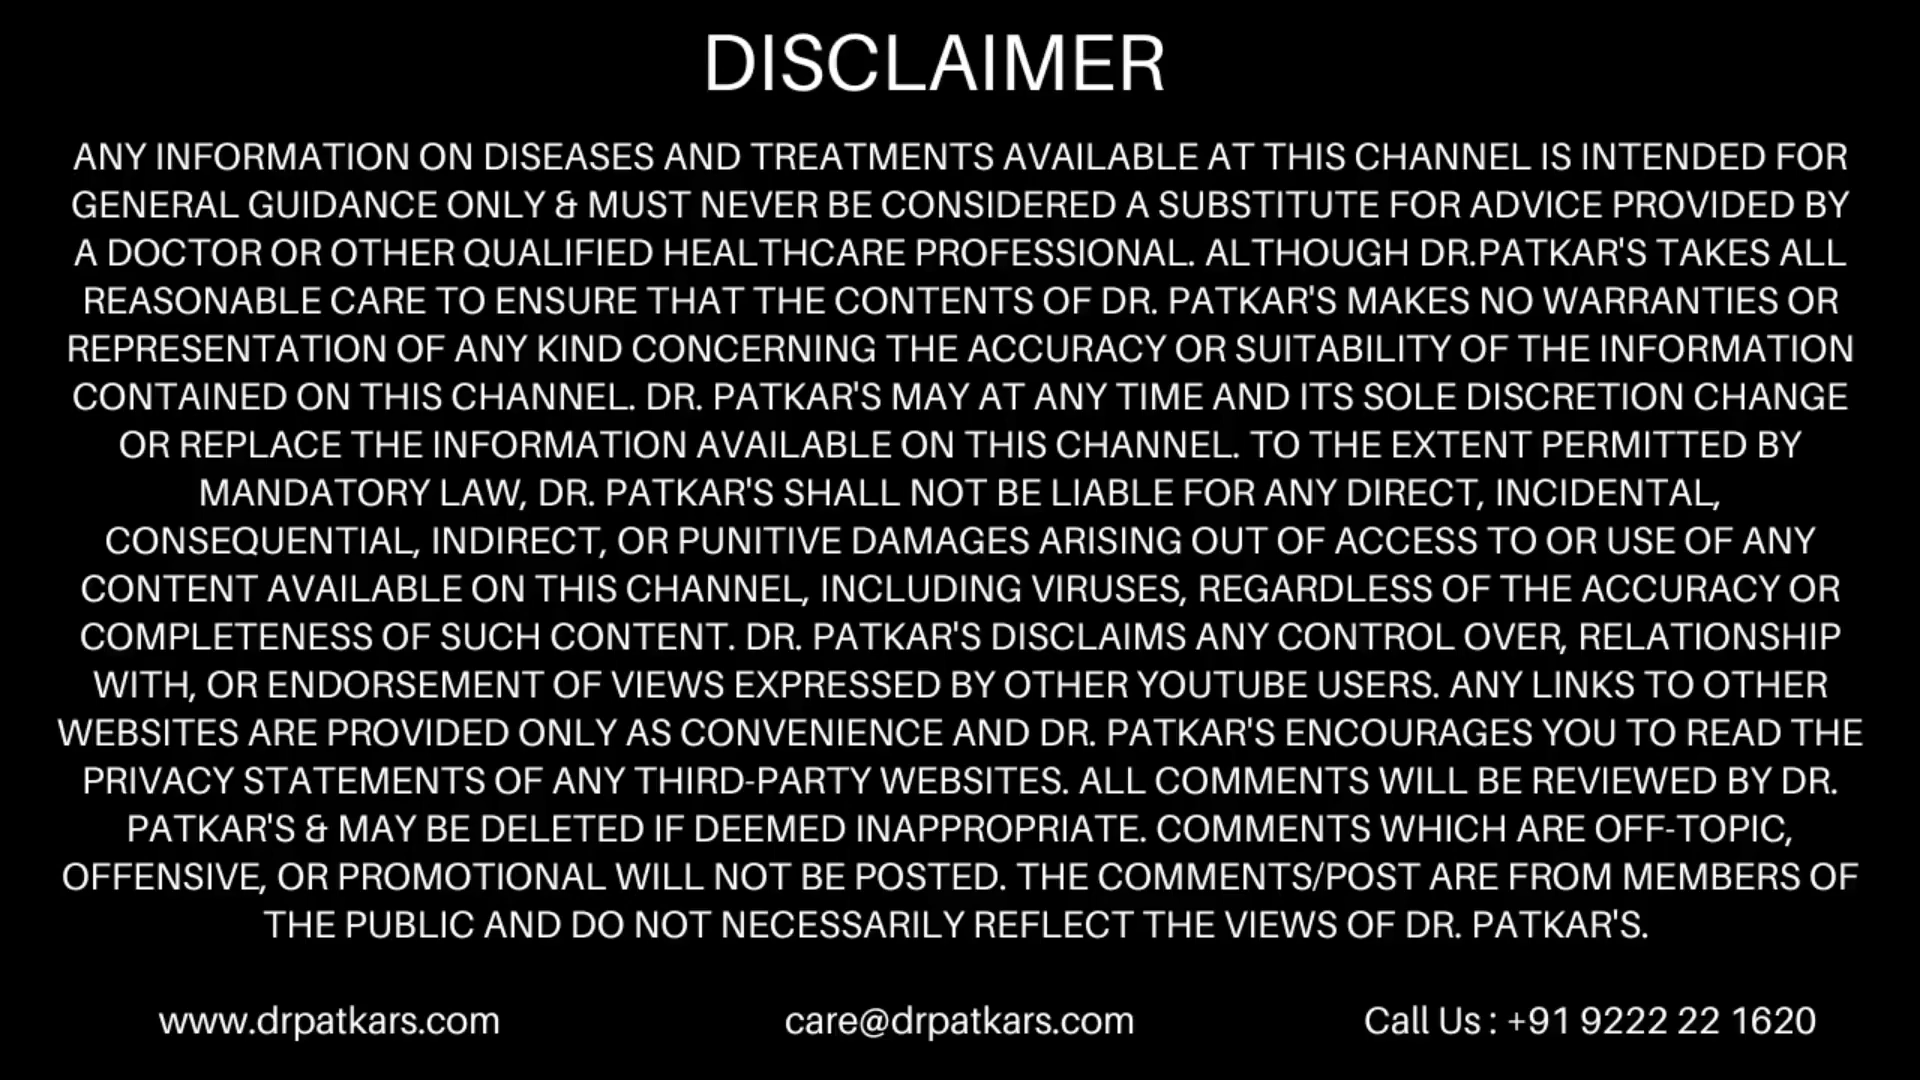 DISCLAIMER
ANY INFORMATION ON DISEASES AND TREATMENTS AVAILABLE AT THIS CHANNEL IS INTENDED FOR
GENERAL GUIDANCE ONLY & MUST NEVER BE CONSIDERED A SUBSTITUTE FOR ADVICE PROVIDED BY
A DOCTOR OR OTHER QUALIFIED HEALTHCARE PROFESSIONAL. ALTHOUGH DR.PATKAR'S TAKES ALL
REASONABLE CARE TO ENSURE THAT THE CONTENTS OF DR. PATKAR'S MAKES NO WARRANTIES OR
REPRESENTATION OF ANY KIND CONCERNING THE ACCURACY OR SUITABILITY OF THE INFORMATION
CONTAINED ON THIS CHANNEL. DR. PATKAR'S MAY AT ANY TIME AND ITS SOLE DISCRETION CHANGE
OR REPLACE THE INFORMATION AVAILABLE ON THIS CHANNEL. TO THE EXTENT PERMITTED BY
MANDATORY LAW, DR. PATKAR'S SHALL NOT BE LIABLE FOR ANY DIRECT, INCIDENTAL,
CONSEQUENTIAL, INDIRECT, OR PUNITIVE DAMAGES ARISING OUT OF ACCESS TO OR USE OF ANY
CONTENT AVAILABLE ON THIS CHANNEL, INCLUDING VIRUSES, REGARDLESS OF THE ACCURACY OR
COMPLETENESS OF SUCH CONTENT. DR. PATKAR'S DISCLAIMS ANY CONTROL OVER, RELATIONSHIP
WITH, OR ENDORSEMENT OF VIEWS EXPRESSED BY OTHER YOUTUBE USERS. ANY LINKS TO OTHER
WEBSITES ARE PROVIDED ONLY AS CONVENIENCE AND DR. PATKAR'S ENCOURAGES YOU TO READ THE
PRIVACY STATEMENTS OF ANY THIRD-PARTY WEBSITES. ALL COMMENTS WILL BE REVIEWED BY DR.
PATKAR'S & MAY BE DELETED IF DEEMED INAPPROPRIATE. COMMENTS WHICH ARE OFF-TOPIC,
OFFENSIVE, OR PROMOTIONAL WILL NOT BE POSTED. THE COMMENTS/POST ARE FROM MEMBERS OF
THE PUBLIC AND DO NOT NECESSARILY REFLECT THE VIEWS OF DR. PATKAR'S.
www.drpatkars.com care@drpatkars.com Call Us : +91 9222 22 1620